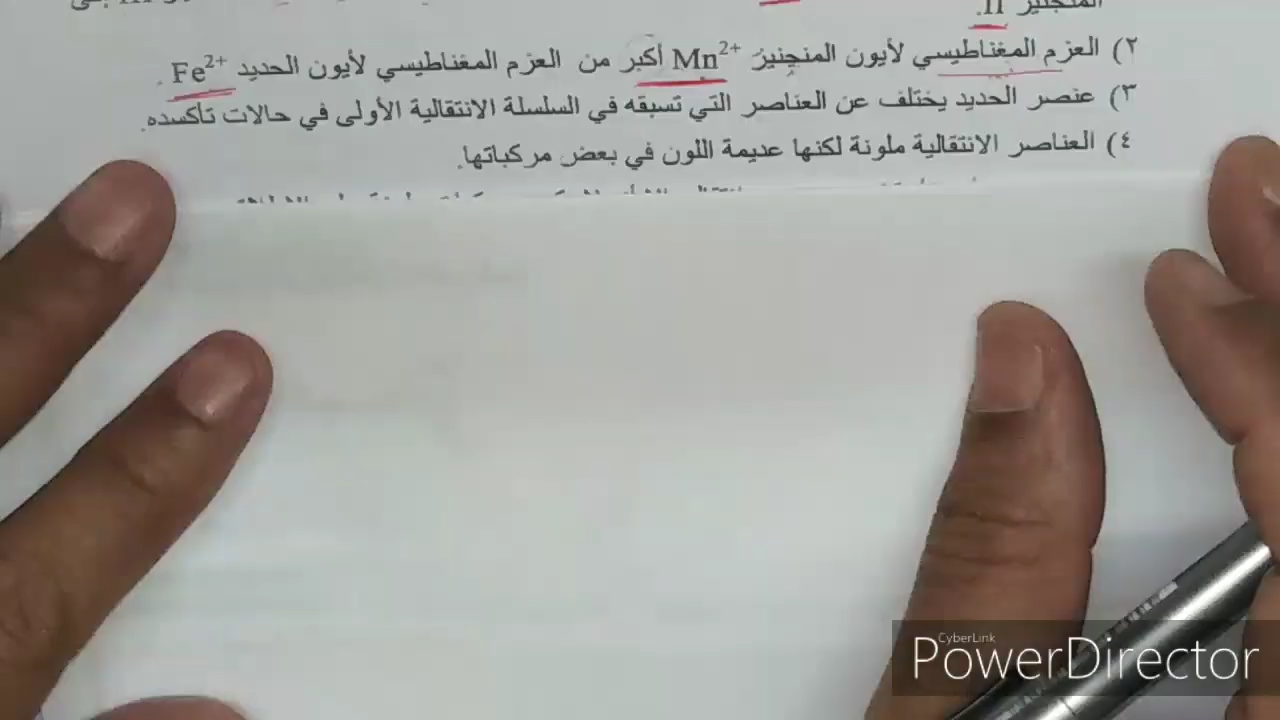 المنجنيز II.
٢) العزم المغناطيسي لأيون المنجنيز Mn²⁺ أكبر من العزم المغناطيسي لأيون الحديد Fe²⁺ .
٣) عنصر الحديد يختلف عن العناصر التي تسبقه في السلسلة الانتقالية الأولى في حالات تأكسده.
٤) العناصر الانتقالية ملونة لكنها عديمة اللون في بعض مركباتها.
CyberLink
PowerDirector